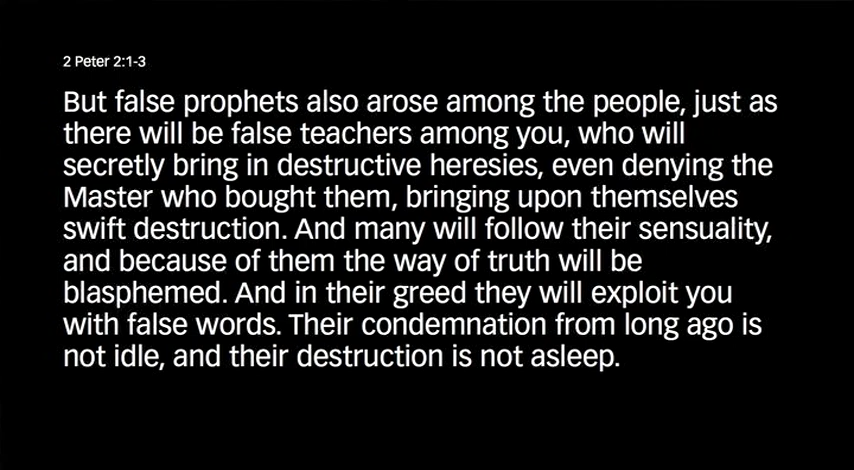 2 Peter 2:1-3
But false prophets also arose among the people, just as
there will be false teachers among you, who will
secretly bring in destructive heresies, even denying the
Master who bought them, bringing upon themselves
swift destruction. And many will follow their sensuality,
and because of them the way of truth will be
blasphemed. And in their greed they will exploit you
with false words. Their condemnation from long ago is
not idle, and their destruction is not asleep.